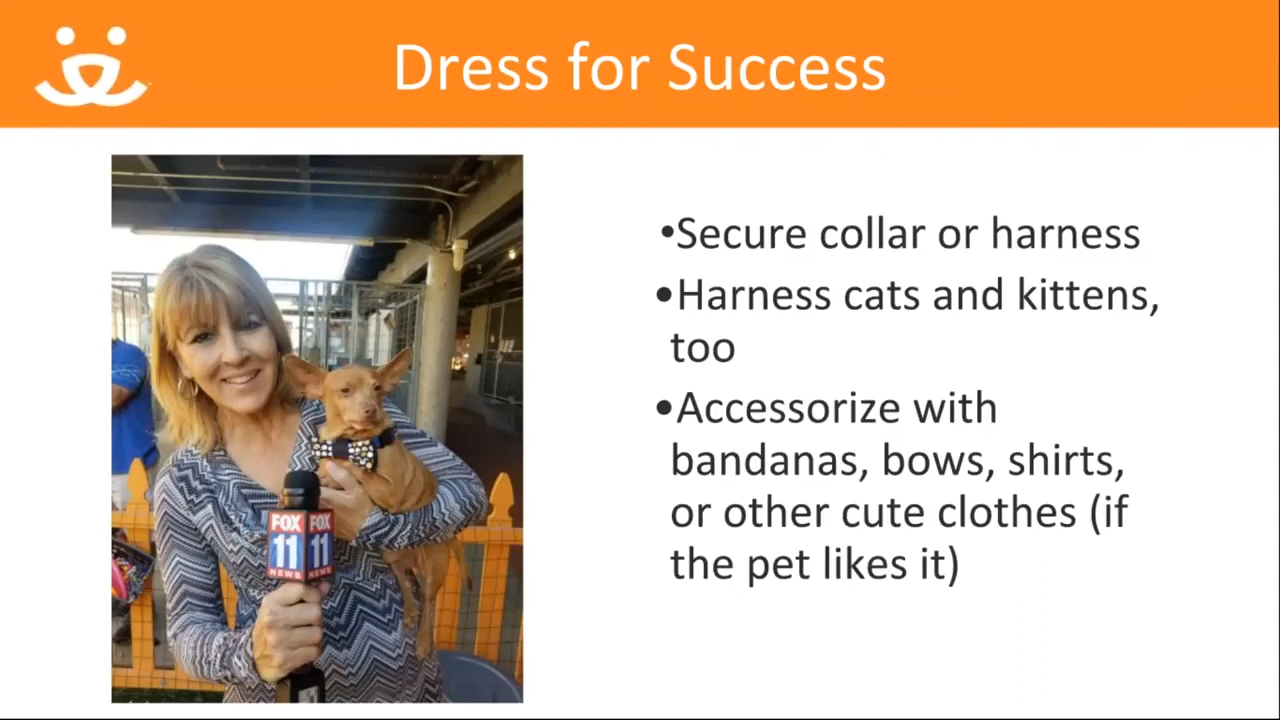 Dress for Success
•Secure collar or harness
•Harness cats and kittens,
too
•Accessorize with
bandanas, bows, shirts,
or other cute clothes (if
the pet likes it)
FOX FOX
11 11
NEWS NEWS